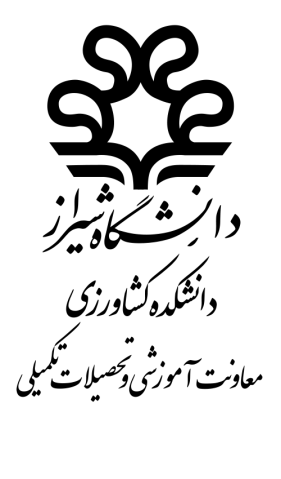 دانشگاه شیراز
دانشکده کشاورزی
معاونت آموزشی و تحصیلات تکمیلی